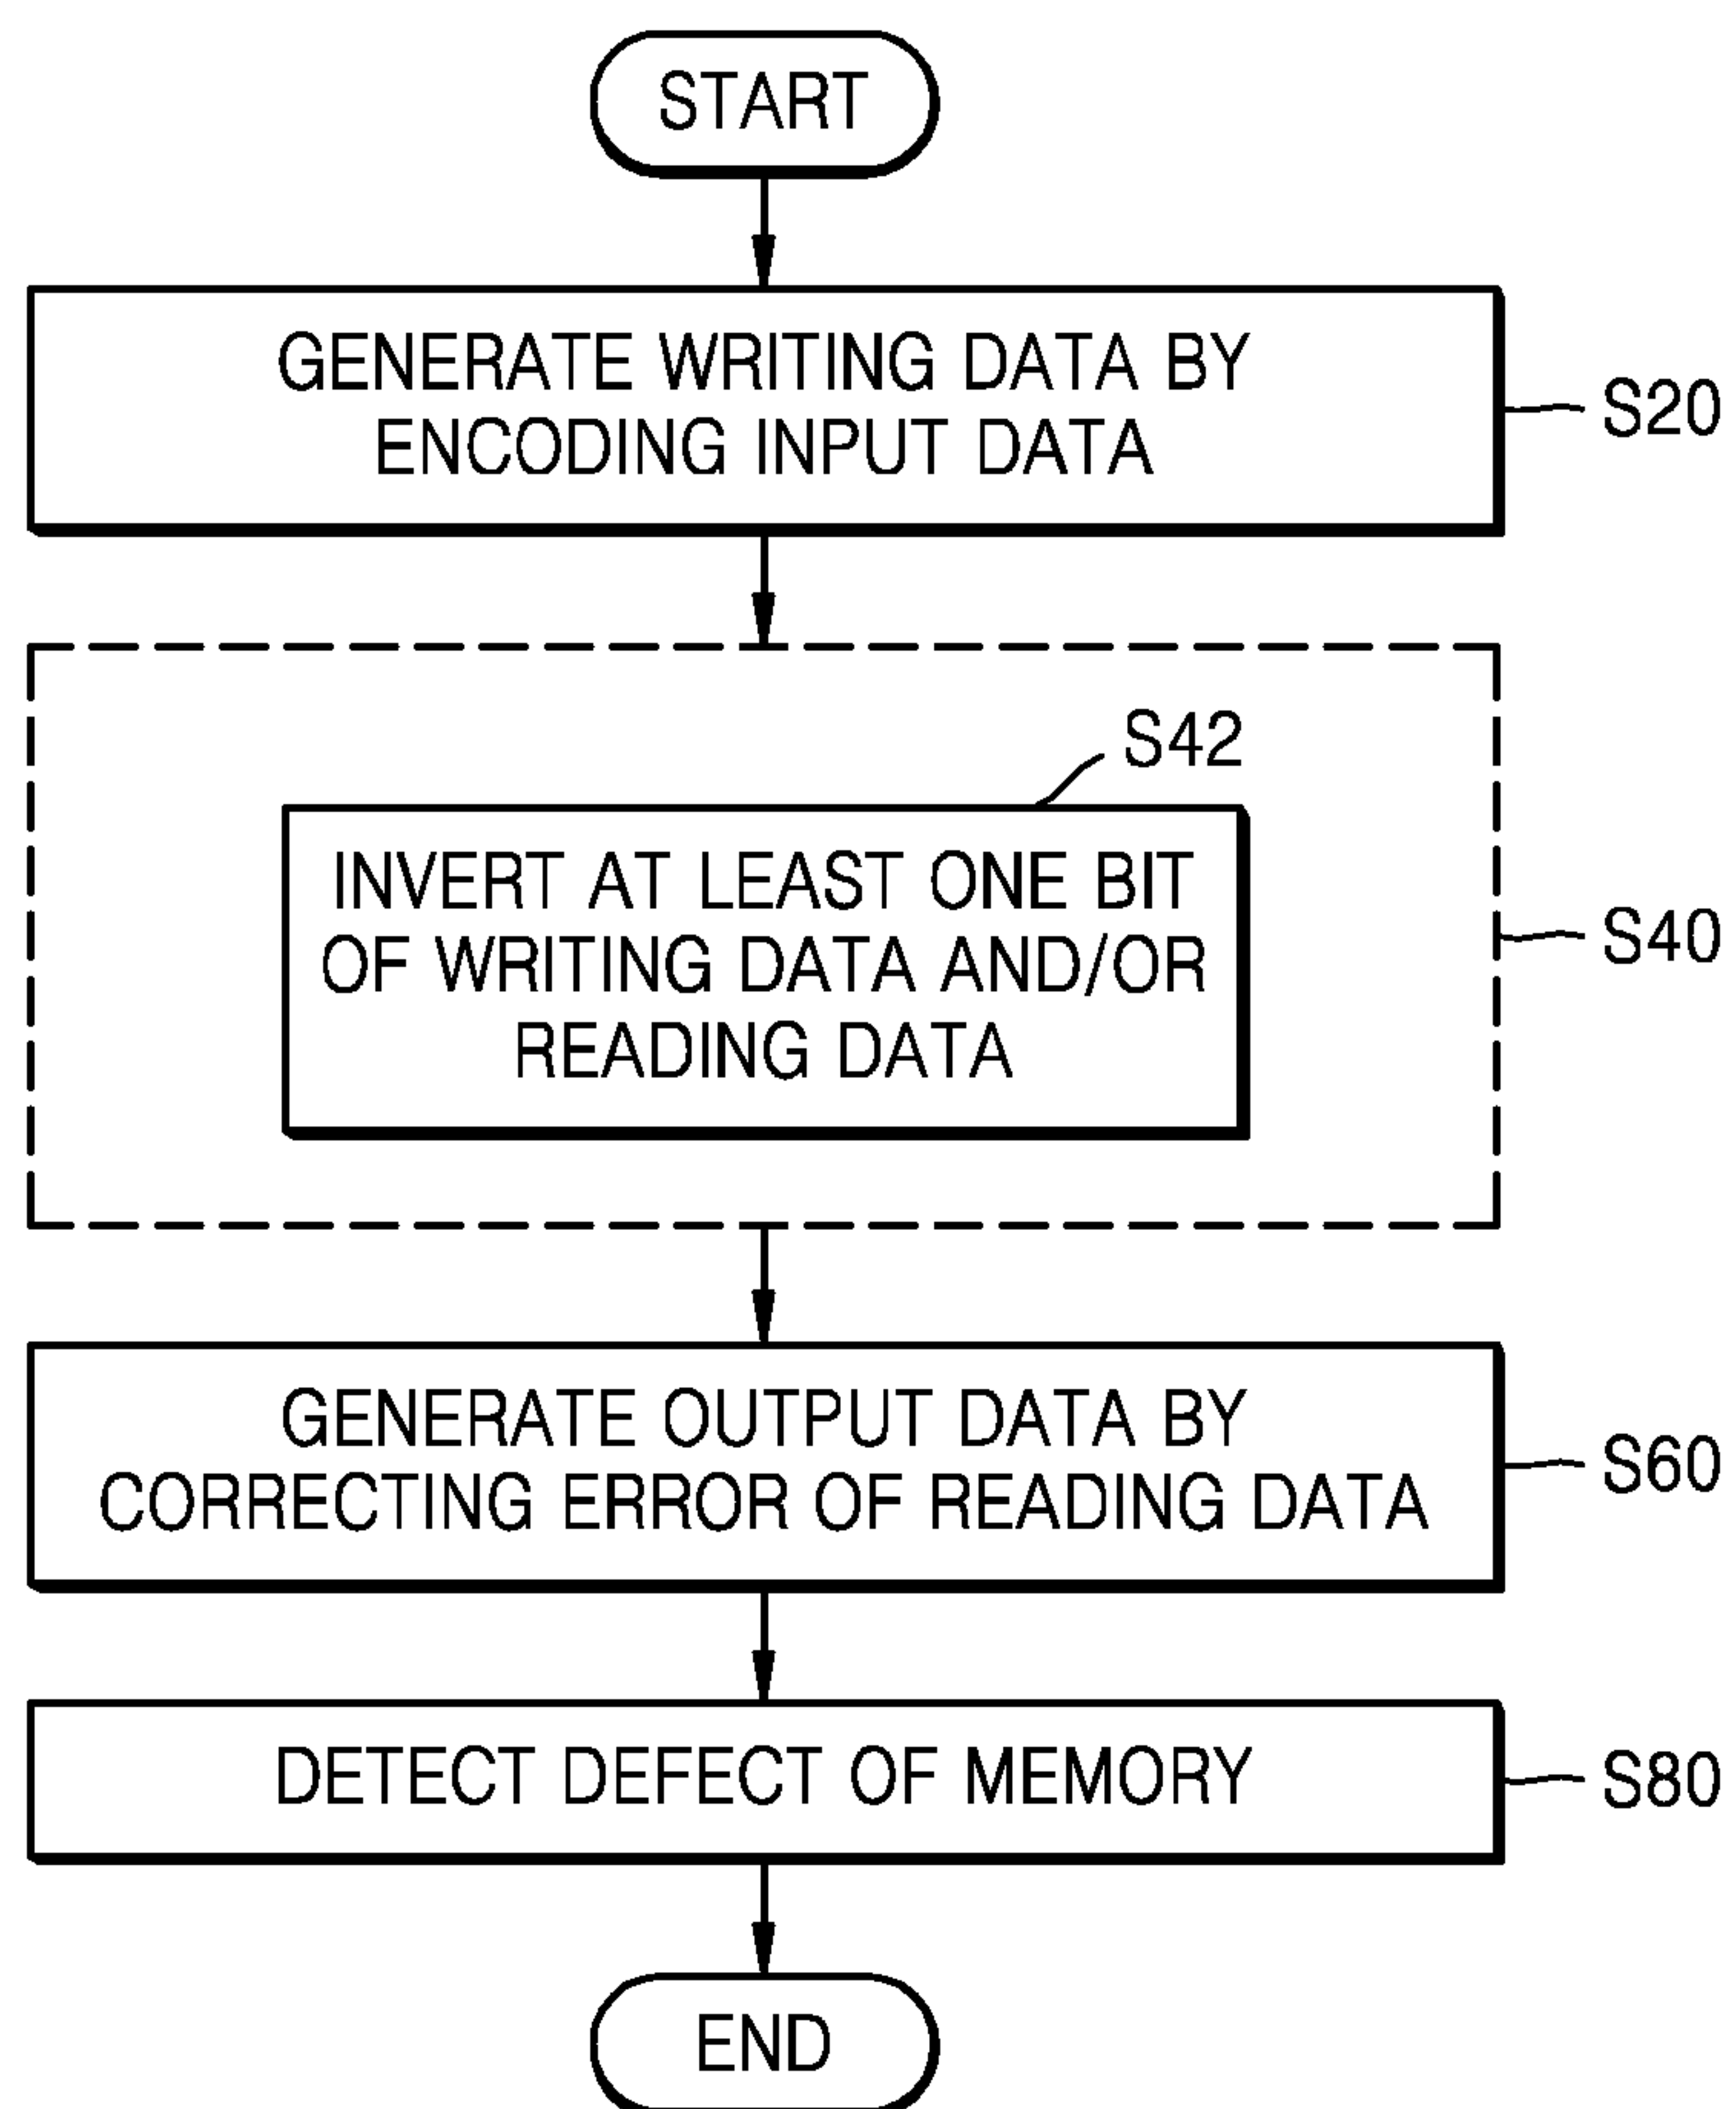 START
GENERATE WRITING DATA BY
ENCODING INPUT DATA
S20
S42
INVERT AT LEAST ONE BIT
OF WRITING DATA AND/OR
READING DATA
S40
GENERATE OUTPUT DATA BY
CORRECTING ERROR OF READING DATA
S60
DETECT DEFECT OF MEMORY
S80
END